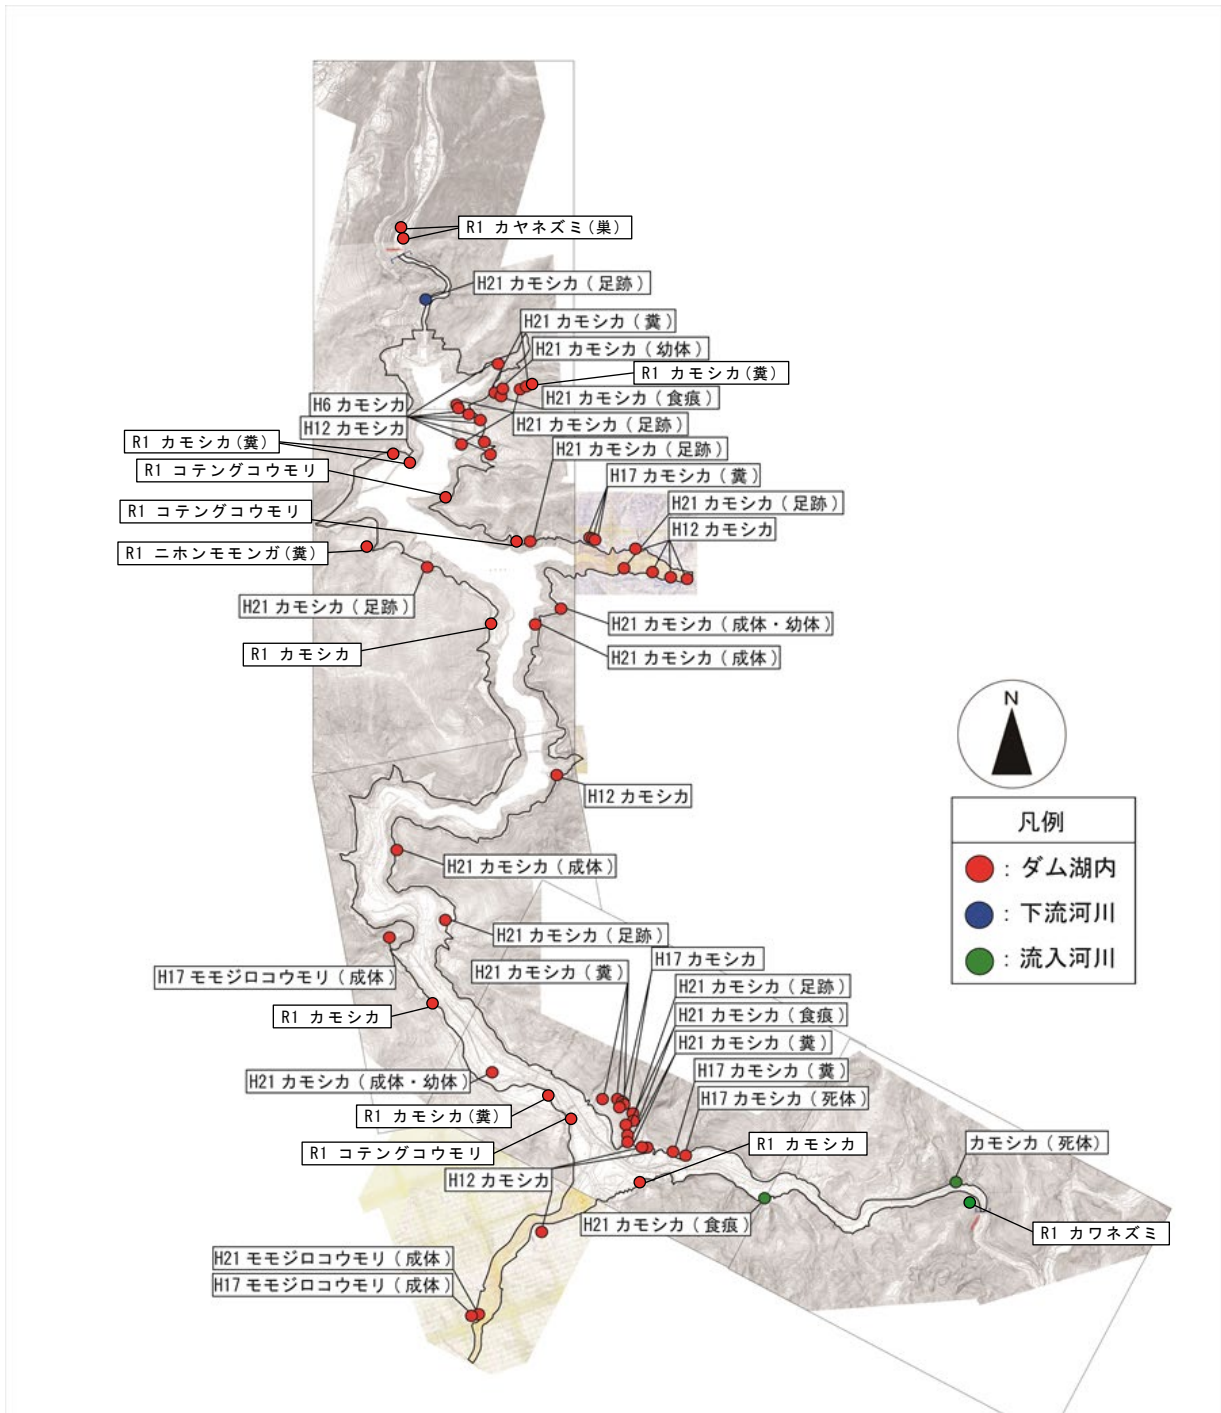 R1 カヤネズミ(巣)
H21 カモシカ(足跡)
H21 カモシカ(糞)
H21 カモシカ(幼体)
R1 カモシカ(糞)
H21 カモシカ(食痕)
H6 カモシカ
H12 カモシカ
H21 カモシカ(足跡)
R1 カモシカ(糞)
H21 カモシカ(足跡)
R1 コテングコウモリ
H17 カモシカ(糞)
H21 カモシカ(足跡)
R1 コテングコウモリ
H12 カモシカ
R1 ニホンモモンガ(糞)
H21 カモシカ(足跡)
H21 カモシカ(成体・幼体)
R1 カモシカ
H21 カモシカ(成体)
N
H12 カモシカ
凡例
:ダム湖内
:下流河川
:流入河川
H21 カモシカ(成体)
H21 カモシカ(足跡)
H17 カモシカ
H21 カモシカ(糞)
H17 モモジロコウモリ(成体)
H21 カモシカ(足跡)
R1 カモシカ
H21 カモシカ(食痕)
H21 カモシカ(糞)
H17 カモシカ(糞)
H21 カモシカ(成体・幼体)
H17 カモシカ(死体)
R1 カモシカ(糞)
R1 カモシカ
カモシカ(死体)
R1 コテングコウモリ
H12 カモシカ
H21 カモシカ(食痕)
R1 カワネズミ
H21 モモジロコウモリ(成体)
H17 モモジロコウモリ(成体)